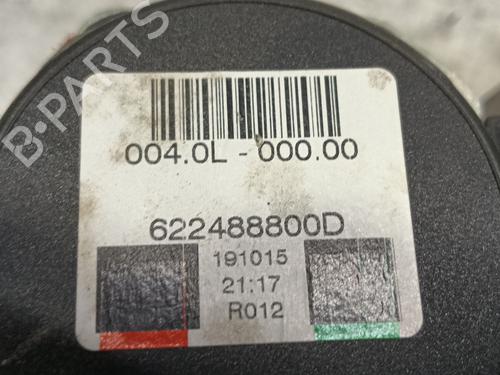 B-PARTS
004.0L - 000.00
622488800D
191015
21:17
R012